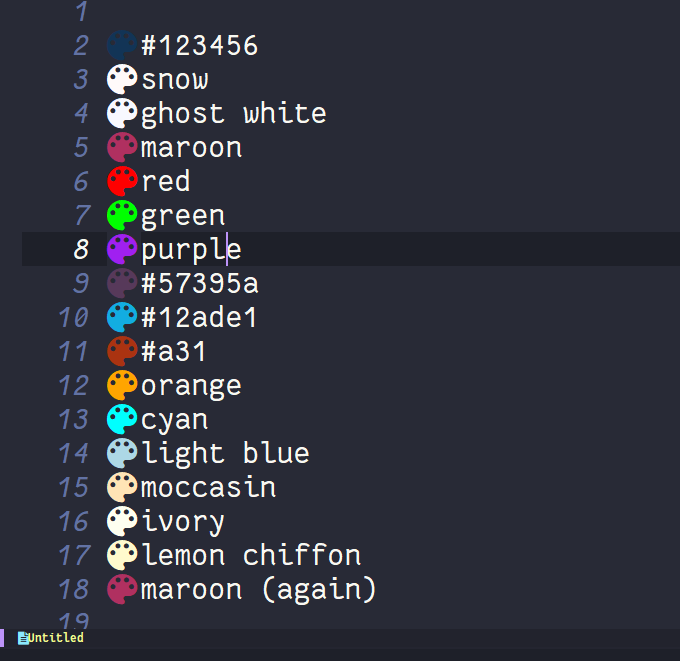 1
2 #123456
3 snow
4 ghost white
5 maroon
6 red
7 green
8 purple
9 #57395a
10 #12ade1
11 #a31
12 orange
13 cyan
14 light blue
15 moccasin
16 ivory
17 lemon chiffon
18 maroon (again)
19
Untitled